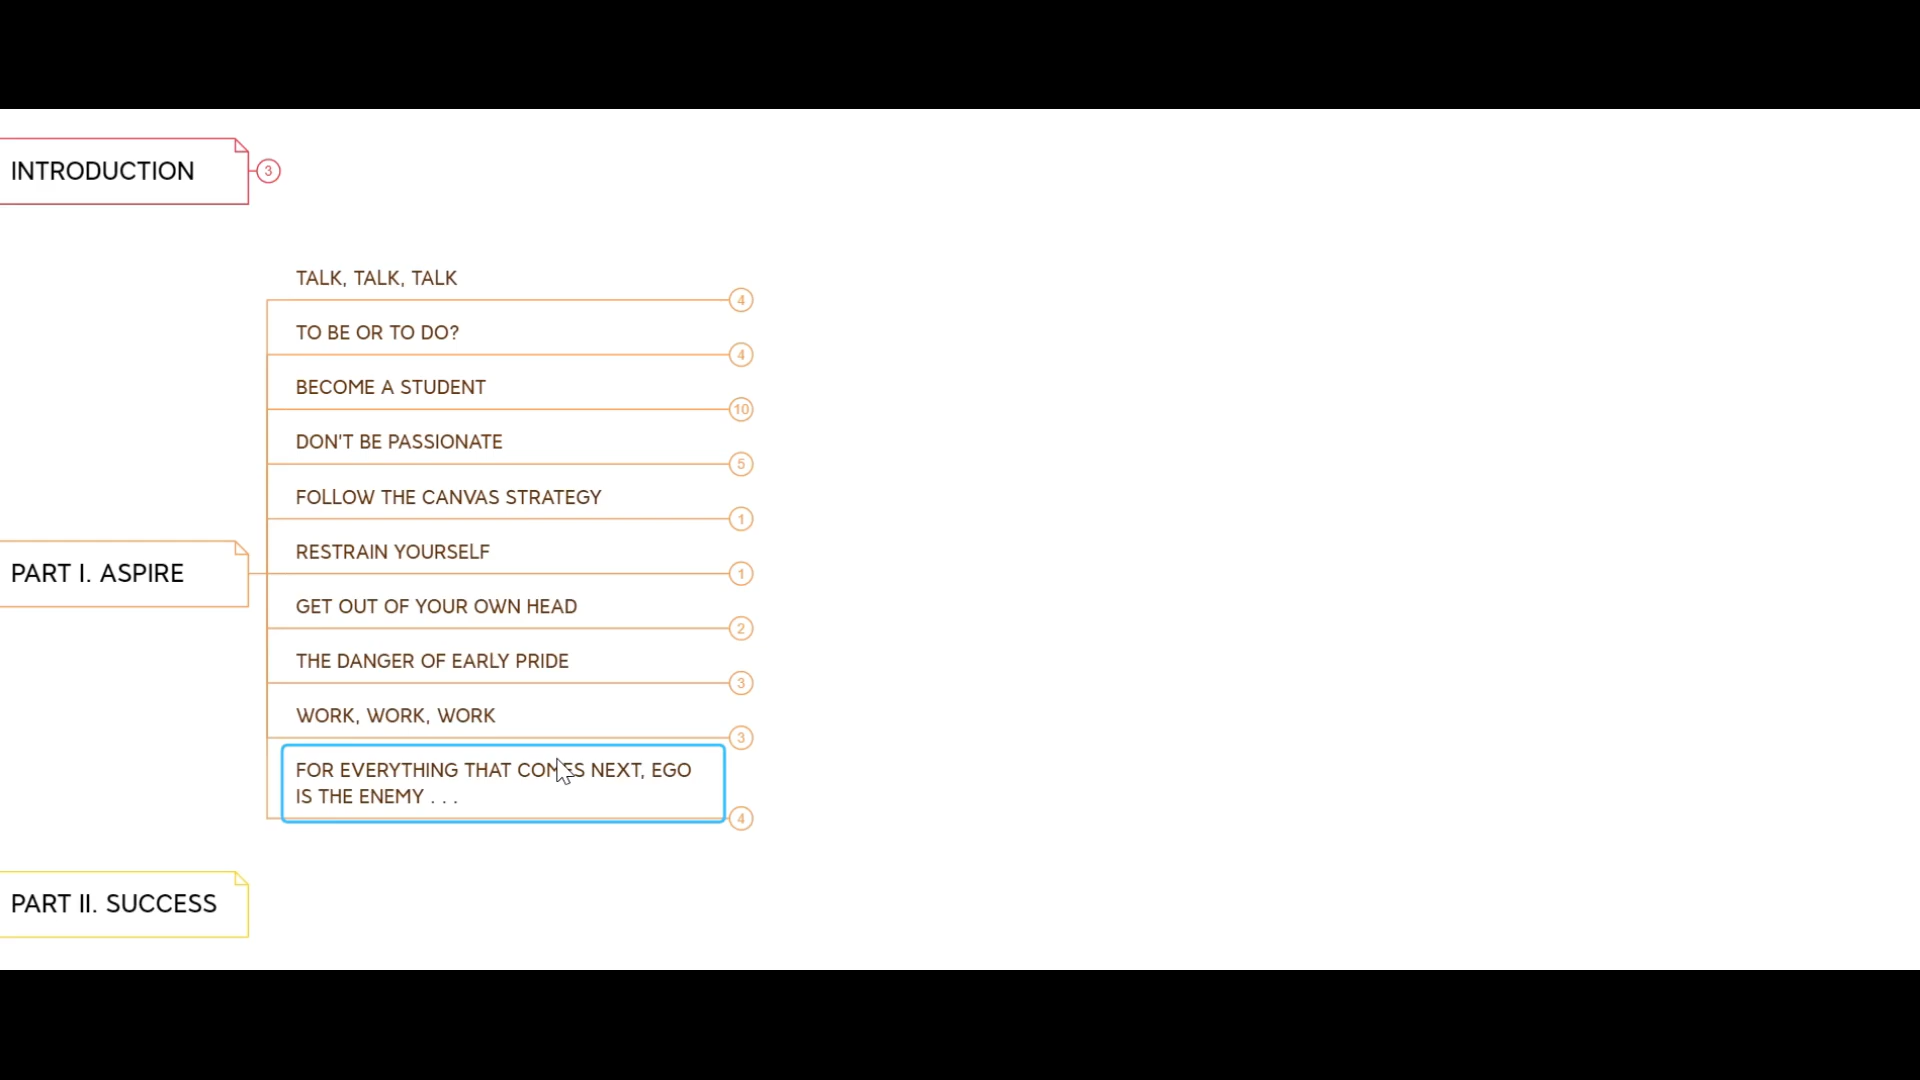 INTRODUCTION
3
TALK, TALK, TALK
4
TO BE OR TO DO?
4
BECOME A STUDENT
10
DON'T BE PASSIONATE
5
FOLLOW THE CANVAS STRATEGY
1
RESTRAIN YOURSELF
1
PART I. ASPIRE
GET OUT OF YOUR OWN HEAD
2
THE DANGER OF EARLY PRIDE
3
WORK, WORK, WORK
3
FOR EVERYTHING THAT COMES NEXT, EGO
IS THE ENEMY . . .
4
PART II. SUCCESS